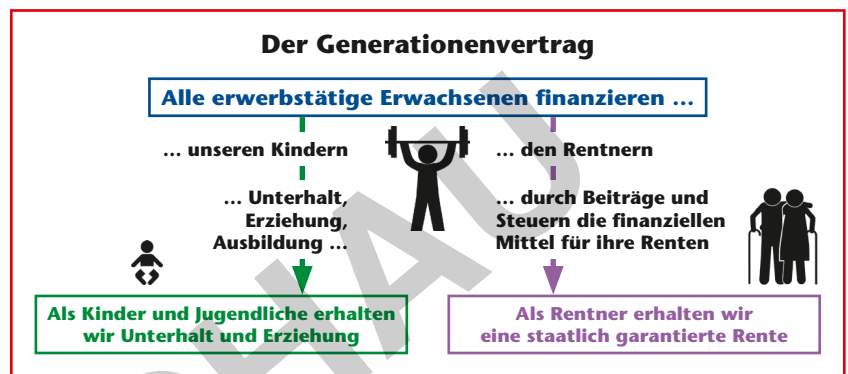 Der Generationenvertrag
Alle erwerbstätige Erwachsenen finanzieren ...
... unseren Kindern
... Unterhalt,
Erziehung,
Ausbildung ...
... den Rentnern
... durch Beiträge und
Steuern die finanziellen
Mittel für ihre Renten
Als Kinder und Jugendliche erhalten
wir Unterhalt und Erziehung
Als Rentner erhalten wir
eine staatlich garantierte Rente
HAU